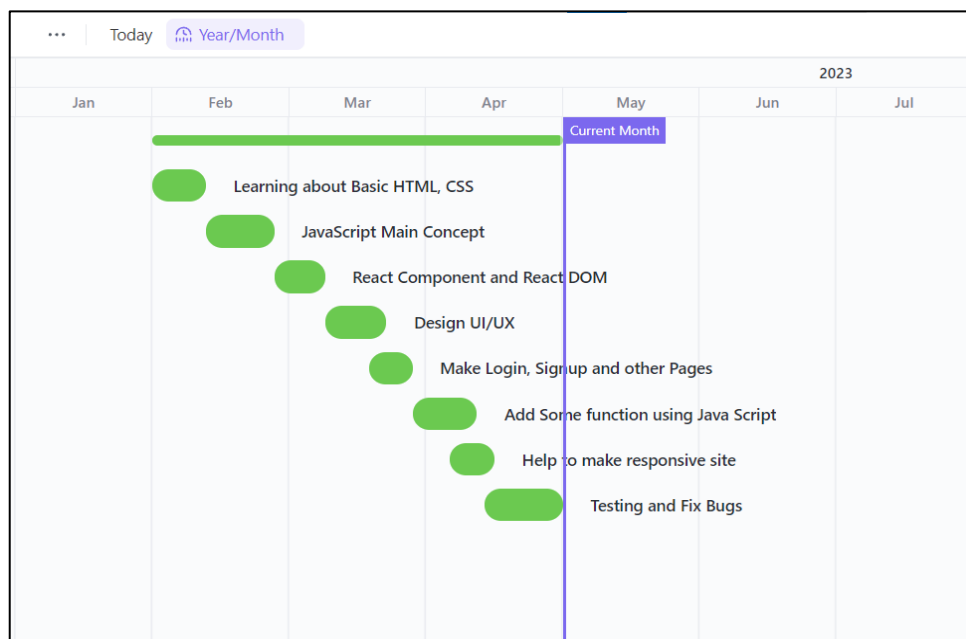 ... Today Year/Month
2023
Jan Feb Mar Apr May Jun Jul
Current Month
Learning about Basic HTML, CSS
JavaScript Main Concept
React Component and React DOM
Design UI/UX
Make Login, Signup and other Pages
Add Some function using Java Script
Help to make responsive site
Testing and Fix Bugs